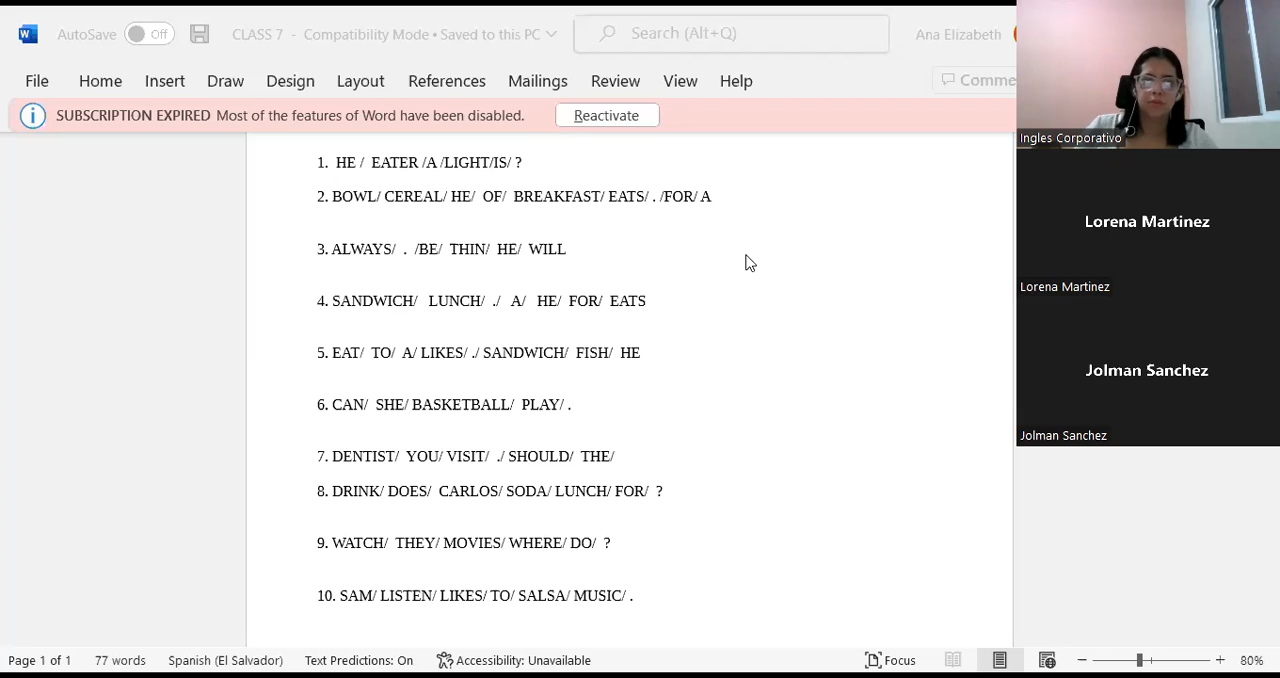 AutoSave Off CLASS 7 - Compatibility Mode • Saved to this PC Search (Alt+Q) Ana Elizabeth
File Home Insert Draw Design Layout References Mailings Review View Help Comme
SUBSCRIPTION EXPIRED Most of the features of Word have been disabled. Reactivate
1. HE / EATER /A /LIGHT/IS/ ?
2. BOWL/ CEREAL/ HE/ OF/ BREAKFAST/ EATS/ . /FOR/ A
3. ALWAYS/ . /BE/ THIN/ HE/ WILL
4. SANDWICH/ LUNCH/ ./ A/ HE/ FOR/ EATS
5. EAT/ TO/ A/ LIKES/ ./ SANDWICH/ FISH/ HE
6. CAN/ SHE/ BASKETBALL/ PLAY/ .
7. DENTIST/ YOU/ VISIT/ ./ SHOULD/ THE/
8. DRINK/ DOES/ CARLOS/ SODA/ LUNCH/ FOR/ ?
9. WATCH/ THEY/ MOVIES/ WHERE/ DO/ ?
10. SAM/ LISTEN/ LIKES/ TO/ SALSA/ MUSIC/ .
Page 1 of 1 77 words Spanish (El Salvador) Text Predictions: On Accessibility: Unavailable Focus 80%
Ingles Corporativo
Lorena Martinez
Lorena Martinez
Jolman Sanchez
Jolman Sanchez